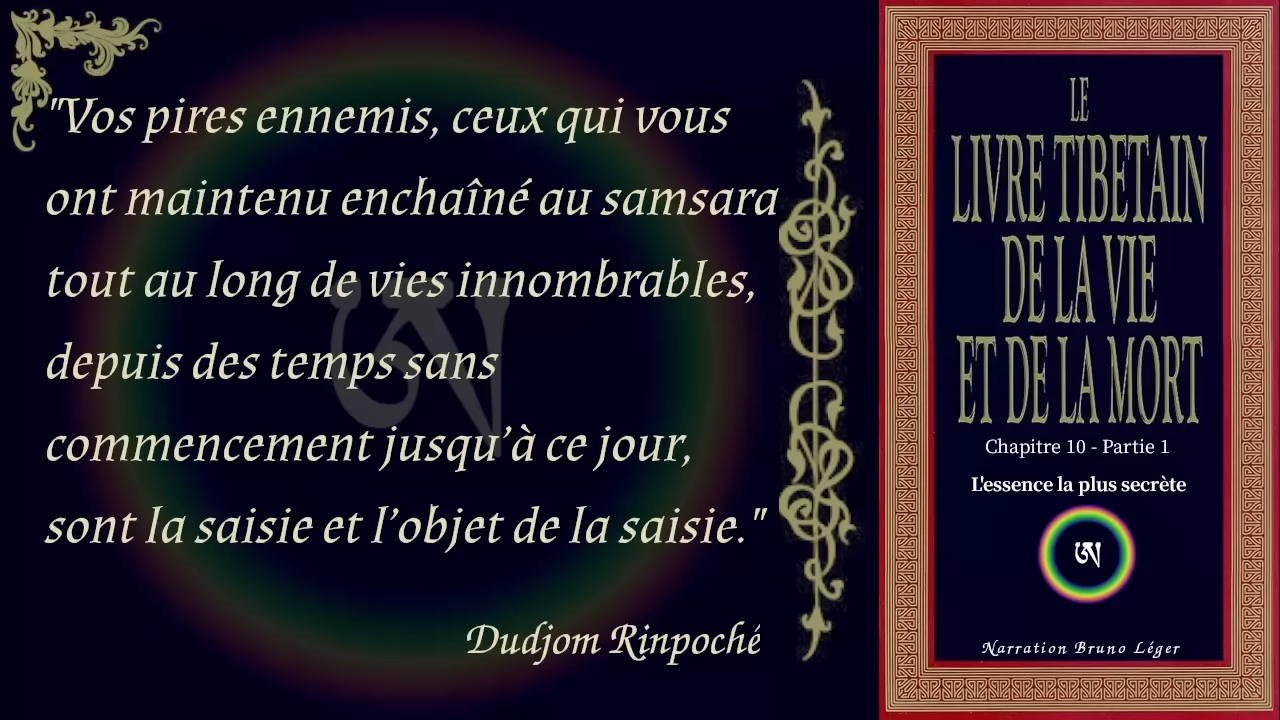 "Vos pires ennemis, ceux qui vous
ont maintenu enchaîné au samsara
tout au long de vies innombrables,
depuis des temps sans
commencement jusqu’à ce jour,
sont la saisie et l’objet de la saisie."
Dudjom Rinpoché
LE
LIVRE TIBETAIN
DE LA VIE
ET DE LA MORT
Chapitre 10 - Partie 1
L'essence la plus secrète
ཨ
Narration Bruno Léger